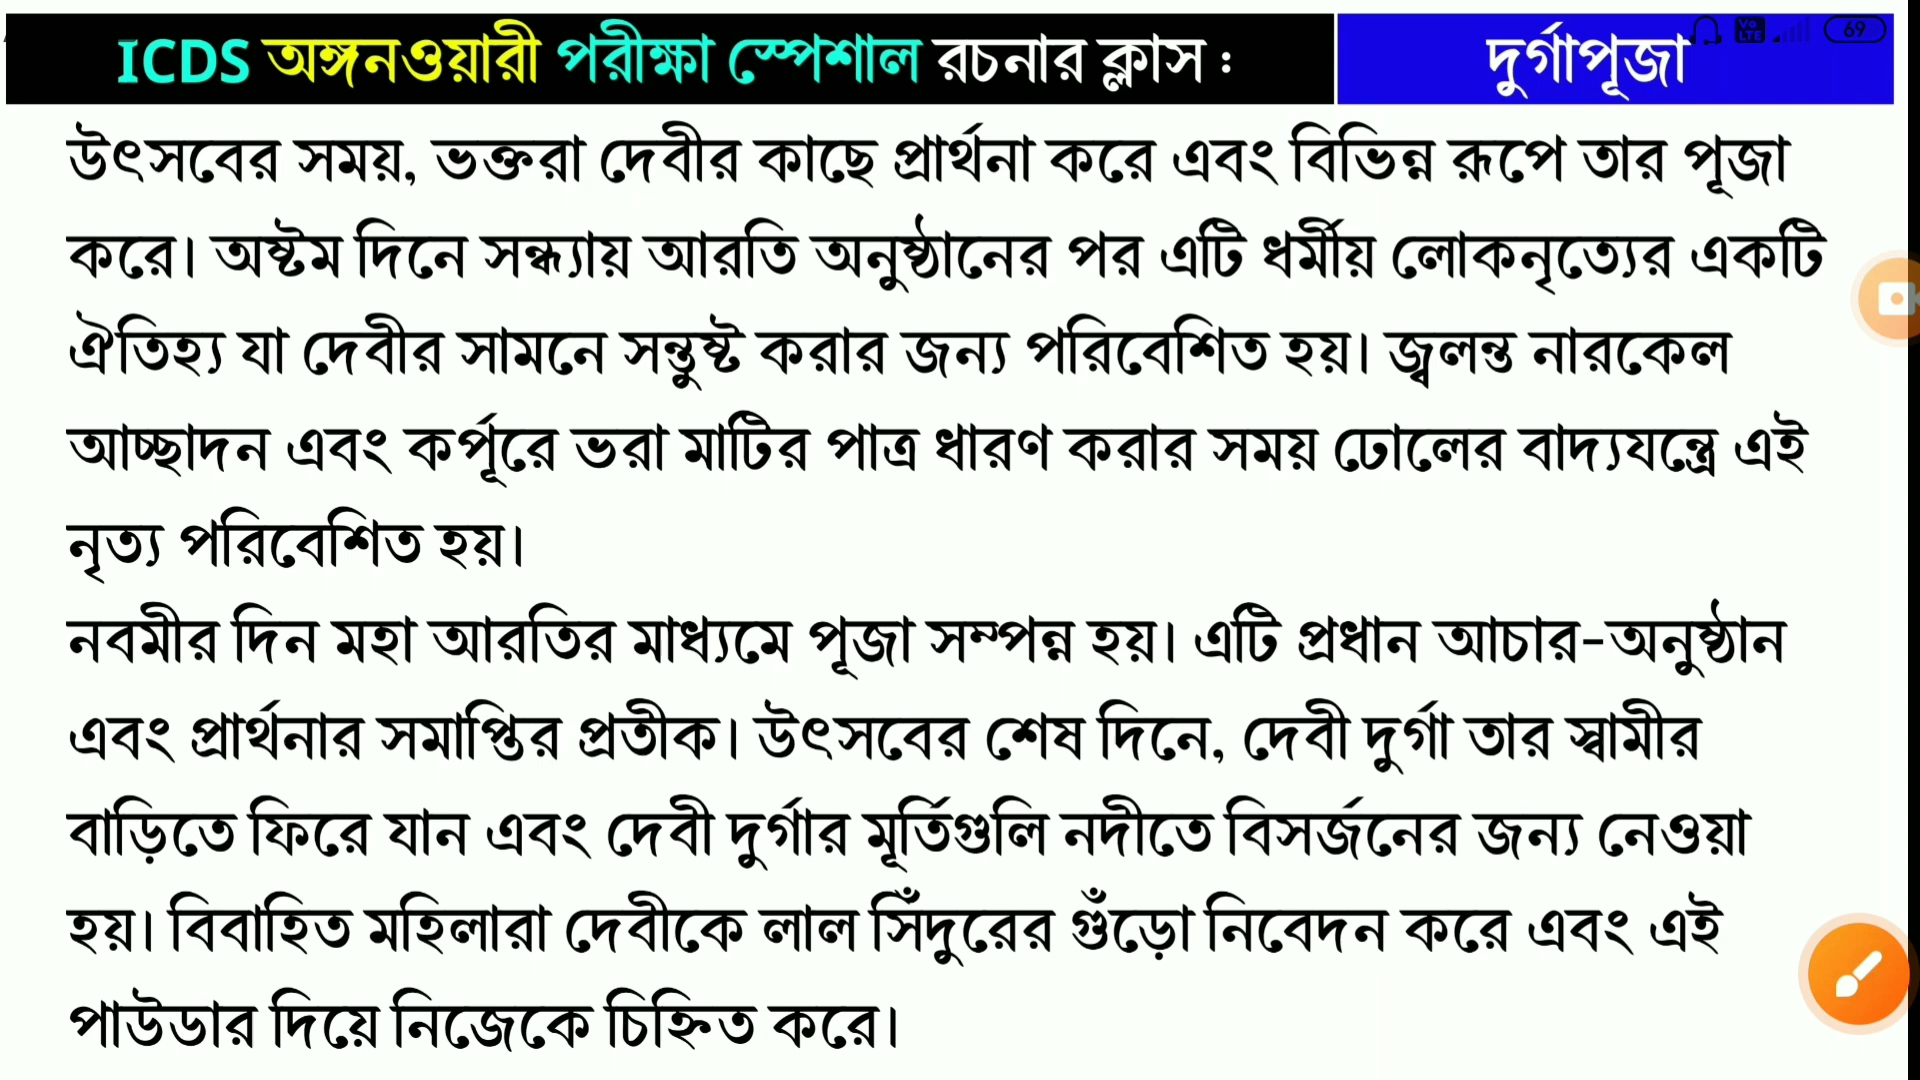 ICDS অঙ্গনওয়ারী পরীক্ষা স্পেশাল রচনার ক্লাস :
দুর্গাপূজা
69
উৎসবের সময়, ভক্তরা দেবীর কাছে প্রার্থনা করে এবং বিভিন্ন রূপে তার পূজা
করে। অষ্টম দিনে সন্ধ্যায় আরতি অনুষ্ঠানের পর এটি ধর্মীয় লোকনৃত্যের একটি
ঐতিহ্য যা দেবীর সামনে সন্তুষ্ট করার জন্য পরিবেশিত হয়। জ্বলন্ত নারকেল
আচ্ছাদন এবং কর্পূরে ভরা মাটির পাত্র ধারণ করার সময় ঢোলের বাদ্যযন্ত্রে এই
নৃত্য পরিবেশিত হয়।
নবমীর দিন মহা আরতির মাধ্যমে পূজা সম্পন্ন হয়। এটি প্রধান আচার-অনুষ্ঠান
এবং প্রার্থনার সমাপ্তির প্রতীক। উৎসবের শেষ দিনে, দেবী দুর্গা তার স্বামীর
বাড়িতে ফিরে যান এবং দেবী দুর্গার মূর্তিগুলি নদীতে বিসর্জনের জন্য নেওয়া
হয়। বিবাহিত মহিলারা দেবীকে লাল সিঁদুরের গুঁড়ো নিবেদন করে এবং এই
পাউডার দিয়ে নিজেকে চিহ্নিত করে।